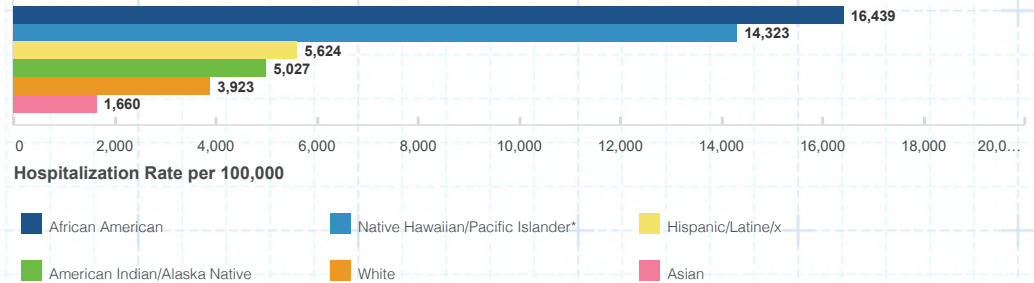 16,439
14,323
5,624
5,027
3,923
1,660
0 2,000 4,000 6,000 8,000 10,000 12,000 14,000 16,000 18,000 20,0...
Hospitalization Rate per 100,000
African American Native Hawaiian/Pacific Islander* Hispanic/Latine/x
American Indian/Alaska Native White Asian